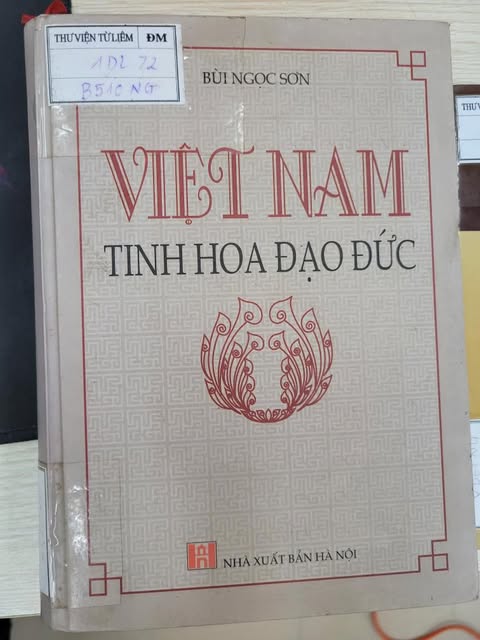 THƯ VIỆN TỪ LIÊM ĐM
1DL 72
B510 NG
BÙI NGỌC SƠN
VIỆT NAM
TINH HOA ĐẠO ĐỨC
NHÀ XUẤT BẢN HÀ NỘI
THƯ V